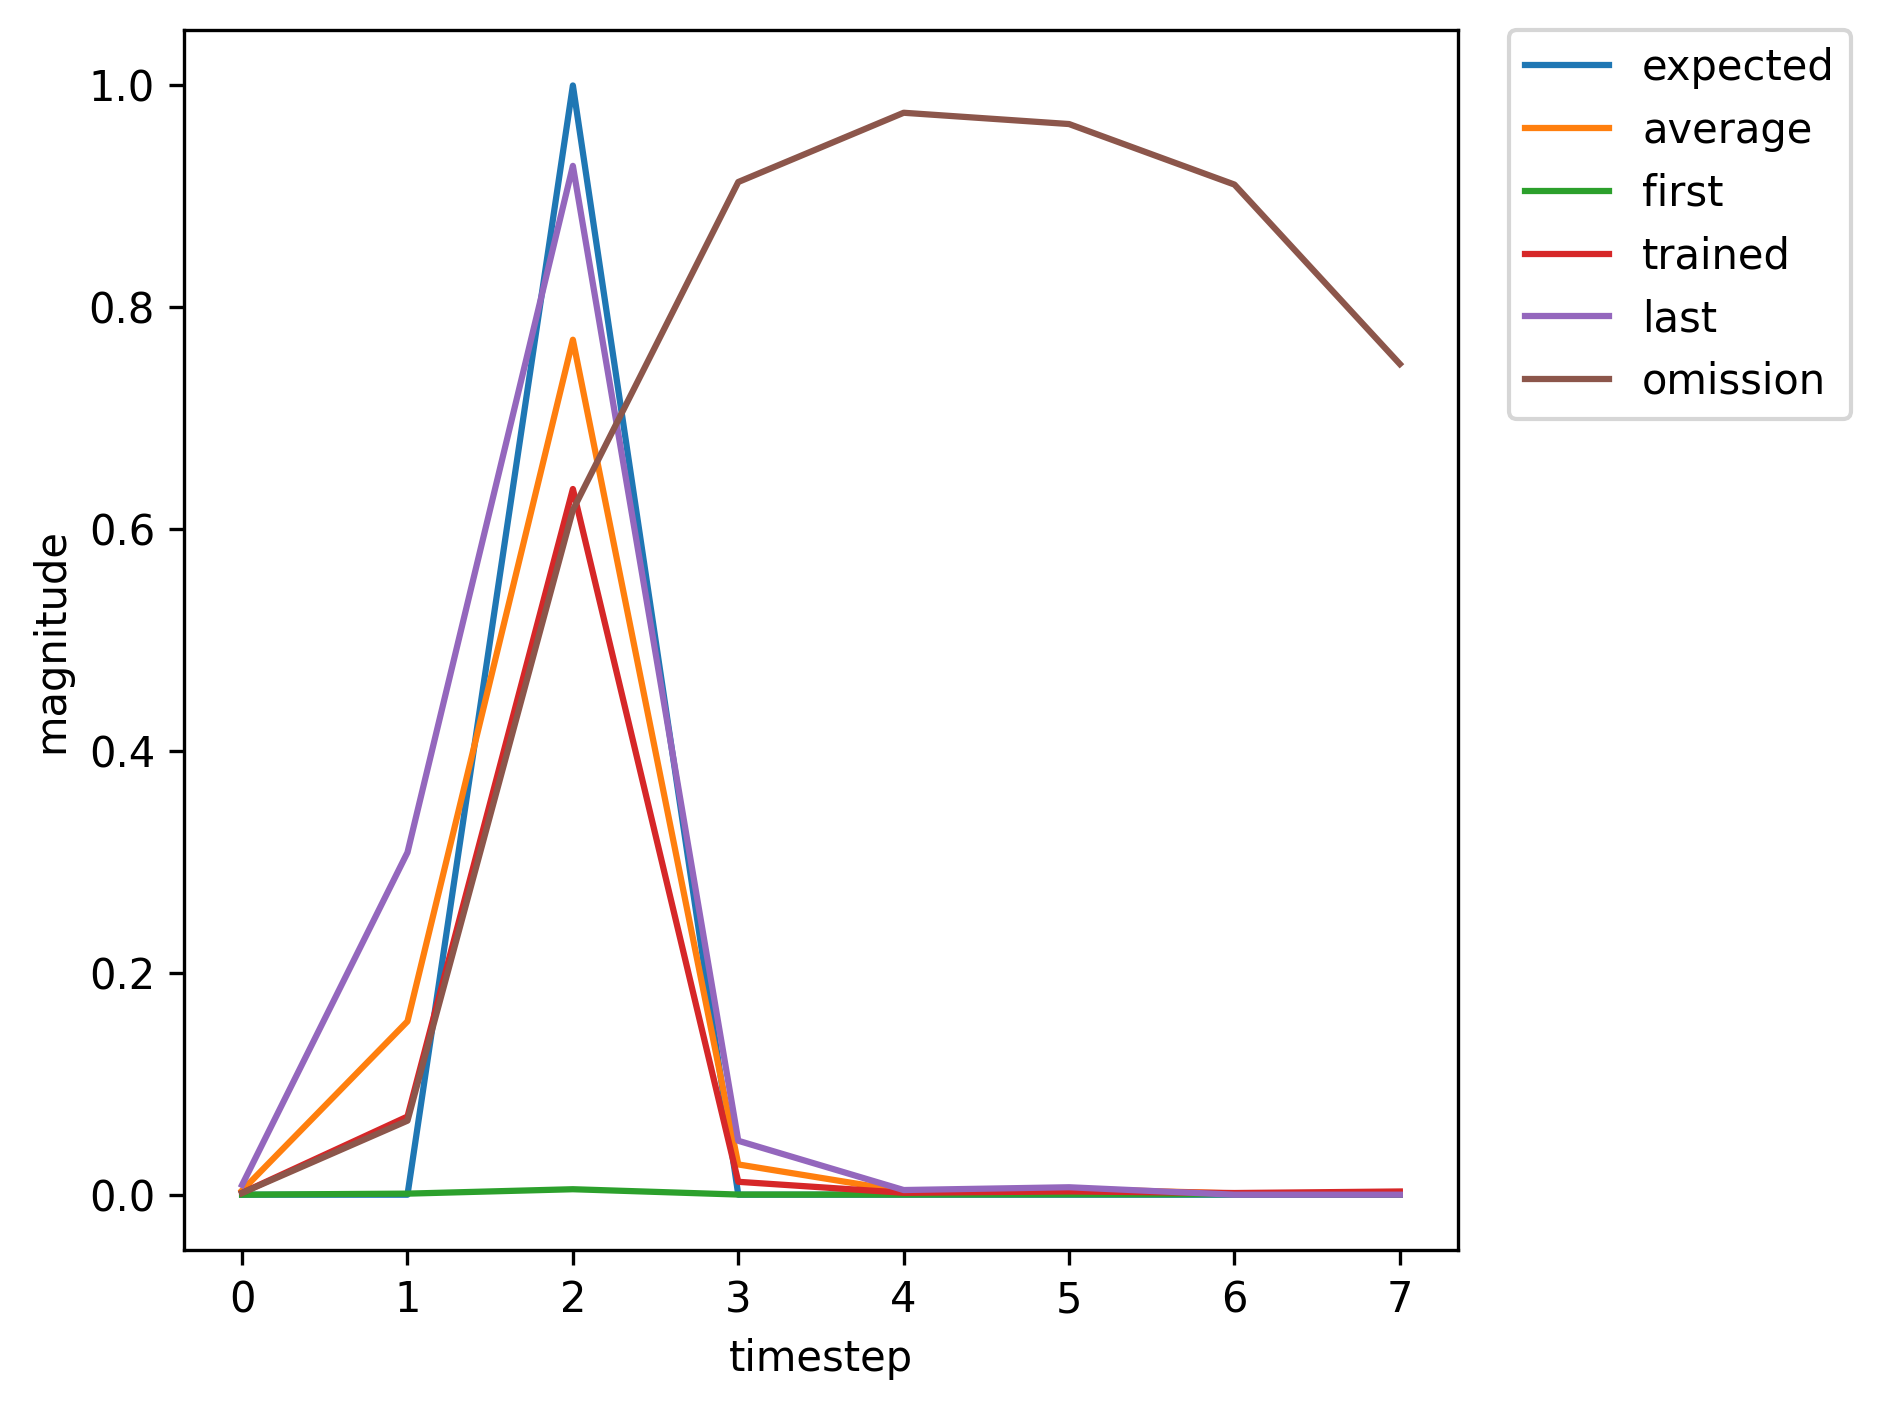 1.0
0.8
0.6
0.4
0.2
0.0
magnitude
0 1 2 3 4 5 6 7
timestep
expected
average
first
trained
last
omission